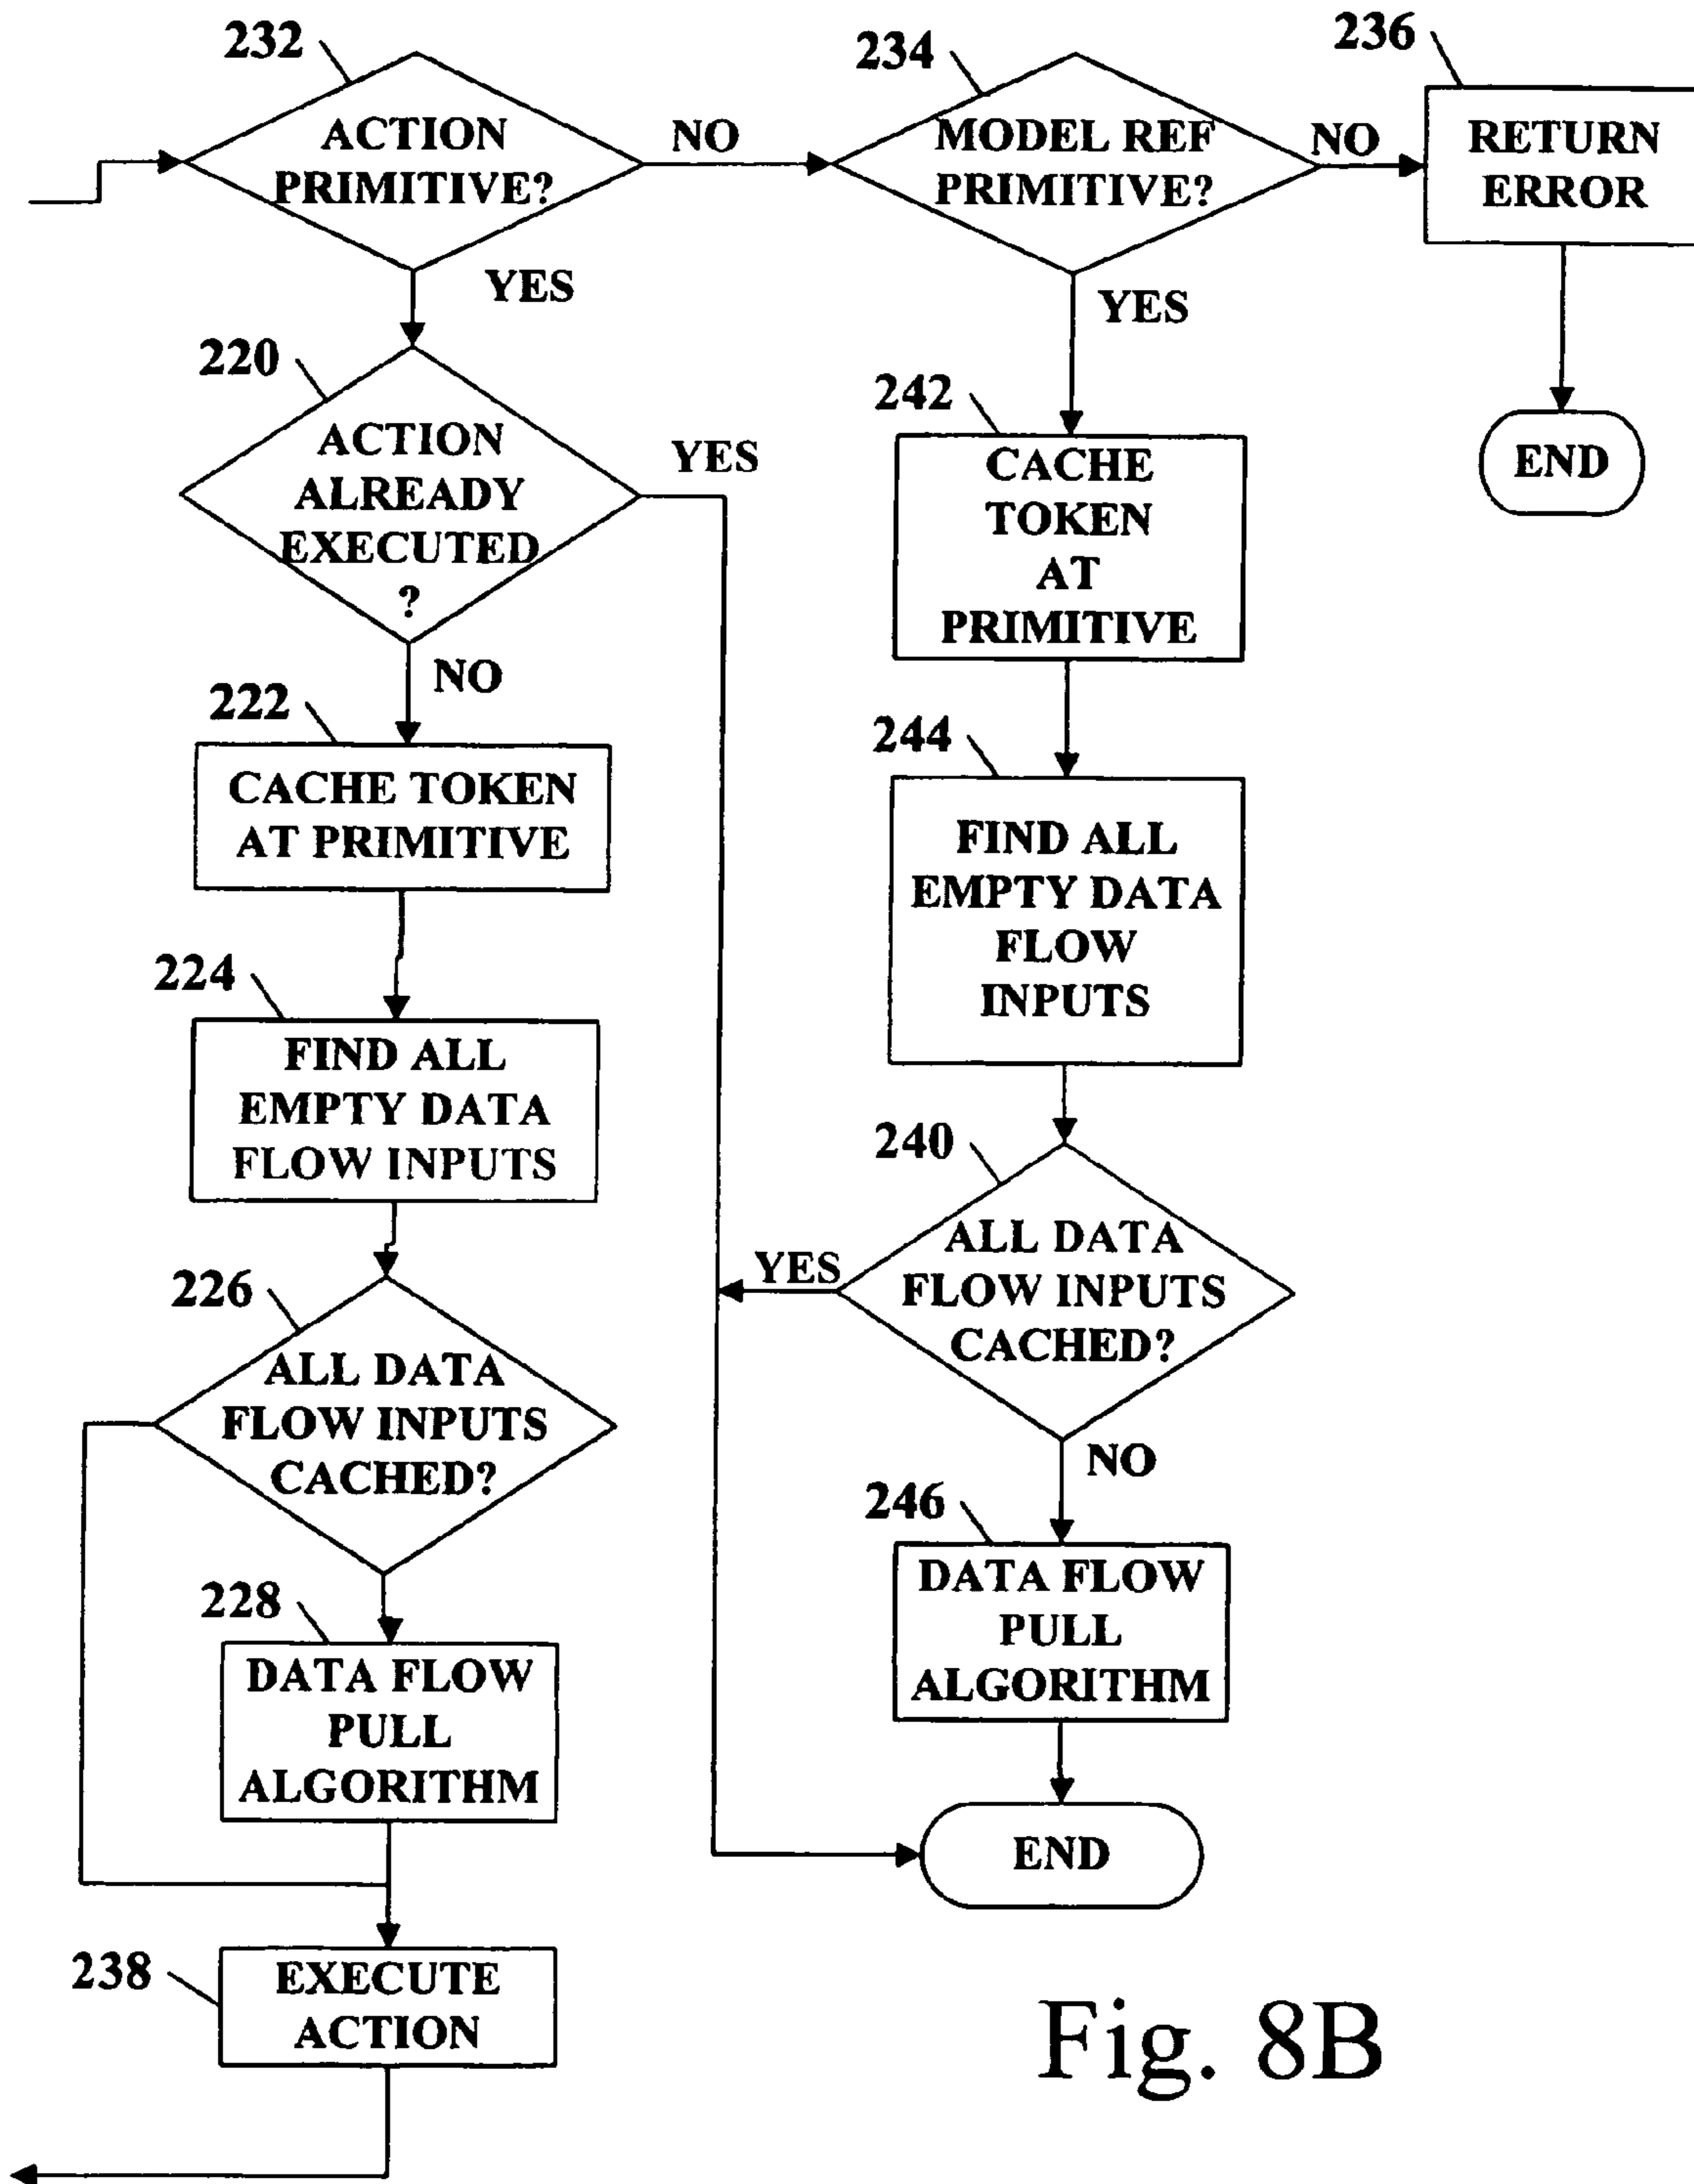 232
ACTION
PRIMITIVE?
NO
YES
234
MODEL REF
PRIMITIVE?
NO
YES
236
RETURN
ERROR
END
220
ACTION
ALREADY
EXECUTED
?
YES
NO
242
CACHE
TOKEN
AT
PRIMITIVE
222
CACHE TOKEN
AT PRIMITIVE
244
FIND ALL
EMPTY DATA
FLOW
INPUTS
224
FIND ALL
EMPTY DATA
FLOW INPUTS
240
ALL DATA
FLOW INPUTS
CACHED?
YES
NO
226
ALL DATA
FLOW INPUTS
CACHED?
246
DATA FLOW
PULL
ALGORITHM
228
DATA FLOW
PULL
ALGORITHM
END
238
EXECUTE
ACTION
Fig. 8B